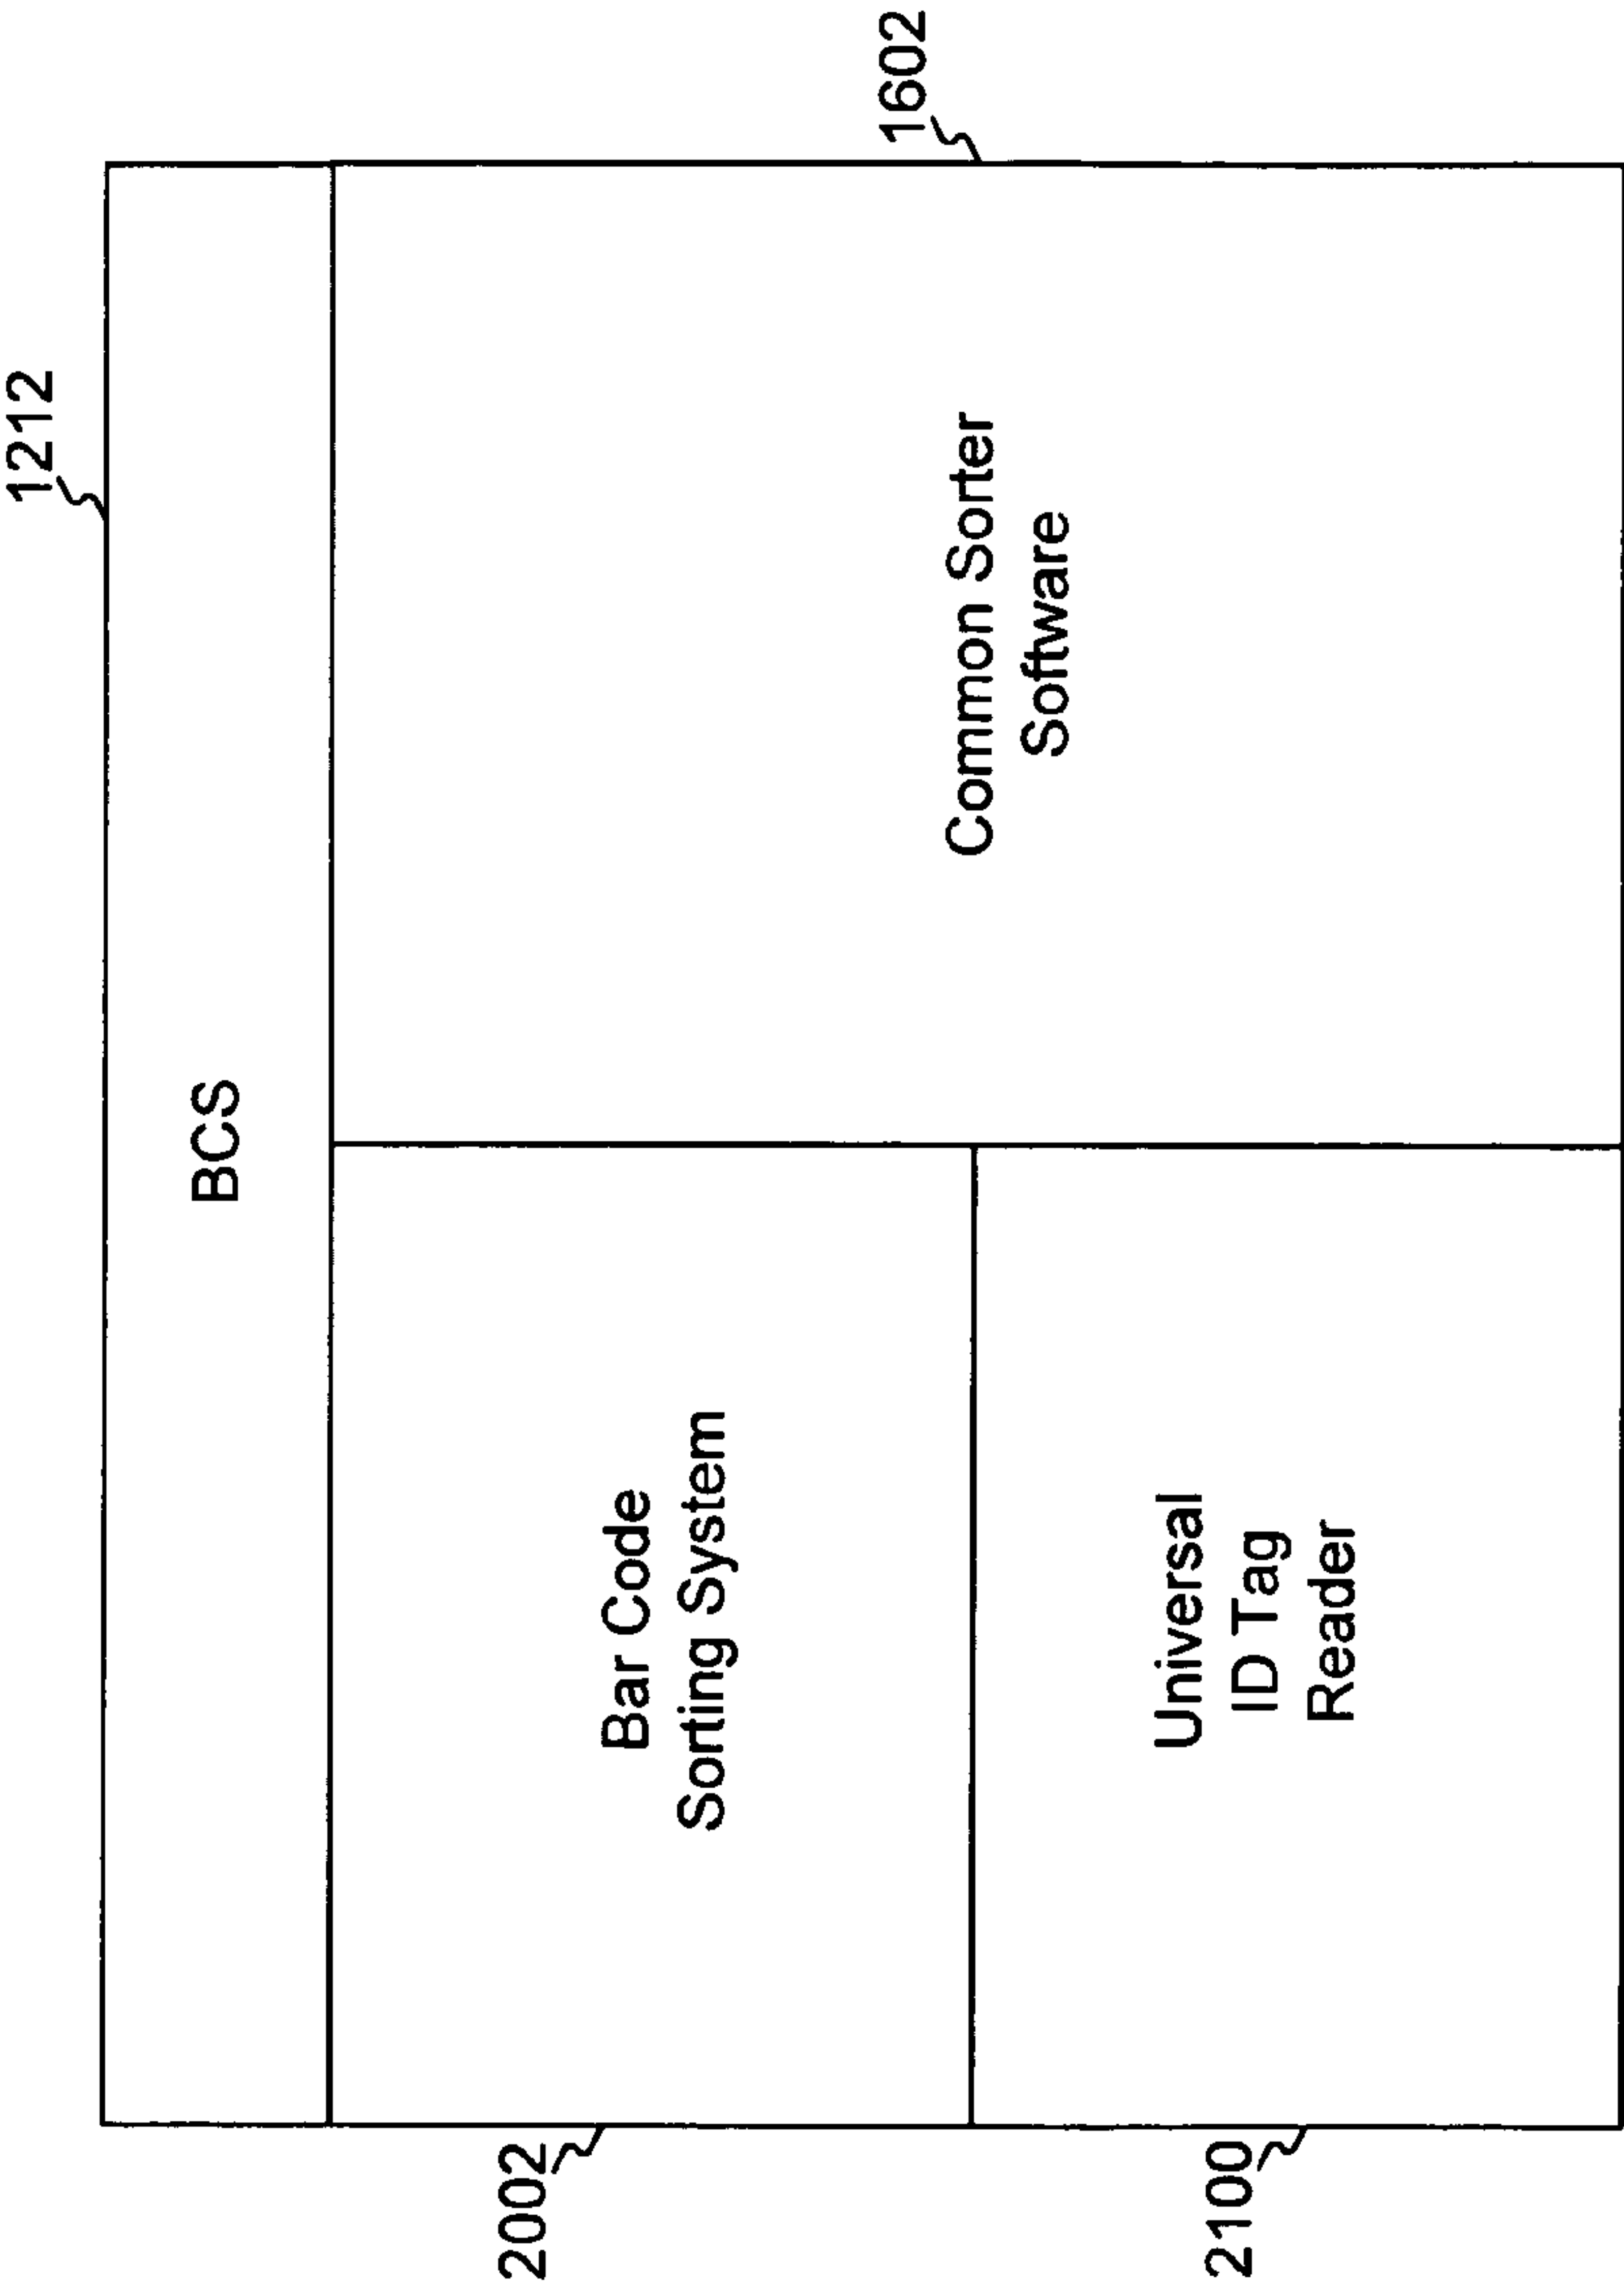 1212
BCS
2002
Bar Code
Sorting System
1602
Common Sorter
Software
2100
Universal
ID Tag
Reader